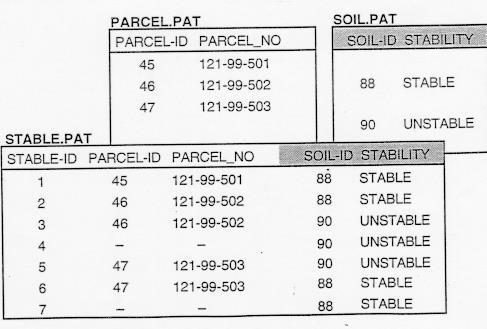 PARCEL.PAT
PARCEL-ID PARCEL_NO
45 121-99-501
46 121-99-502
47 121-99-503
SOIL.PAT
SOIL-ID STABILITY
88 STABLE
90 UNSTABLE
STABLE.PAT
STABLE-ID PARCEL-ID PARCEL_NO SOIL-ID STABILITY
1 45 121-99-501 88 STABLE
2 46 121-99-502 88 STABLE
3 46 121-99-502 90 UNSTABLE
4 – – 90 UNSTABLE
5 47 121-99-503 90 UNSTABLE
6 47 121-99-503 88 STABLE
7 – – 88 STABLE